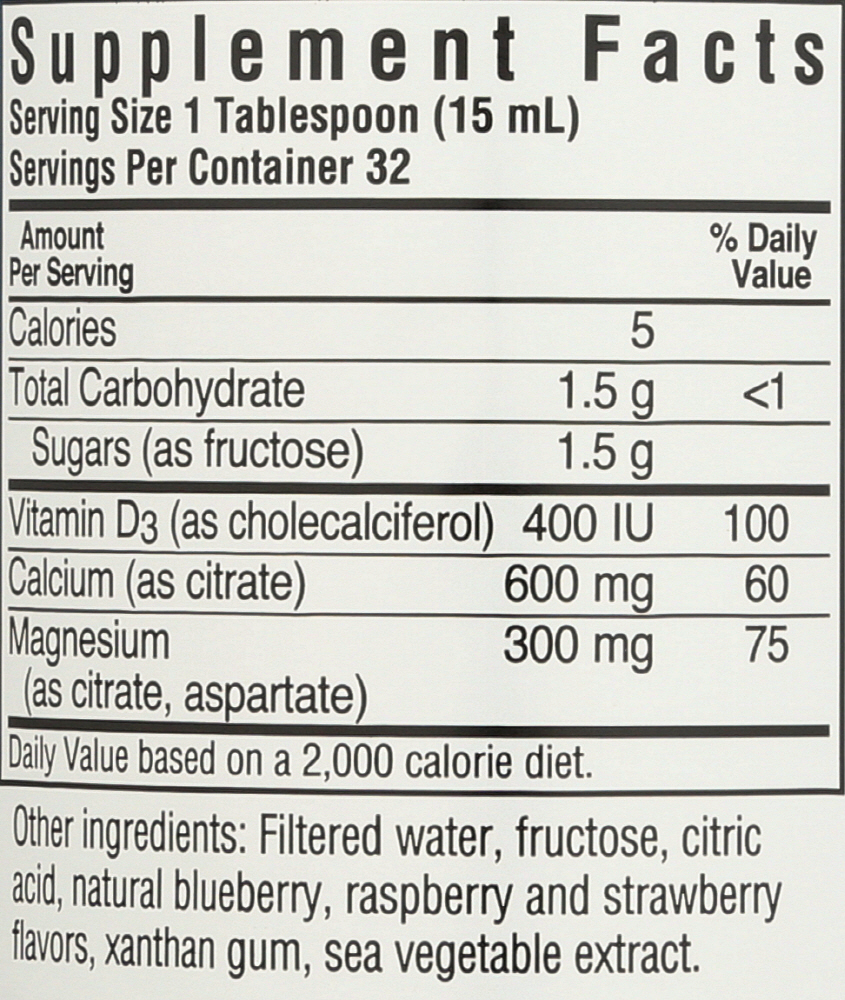 Supplement Facts
Serving Size 1 Tablespoon (15 mL)
Servings Per Container 32
Amount % Daily
Per Serving Value
Calories 5
Total Carbohydrate 1.5 g <1
Sugars (as fructose) 1.5 g
Vitamin D3 (as cholecalciferol) 400 IU 100
Calcium (as citrate) 600 mg 60
Magnesium 300 mg 75
(as citrate, aspartate)
Daily Value based on a 2,000 calorie diet.
Other ingredients: Filtered water, fructose, citric
acid, natural blueberry, raspberry and strawberry
flavors, xanthan gum, sea vegetable extract.